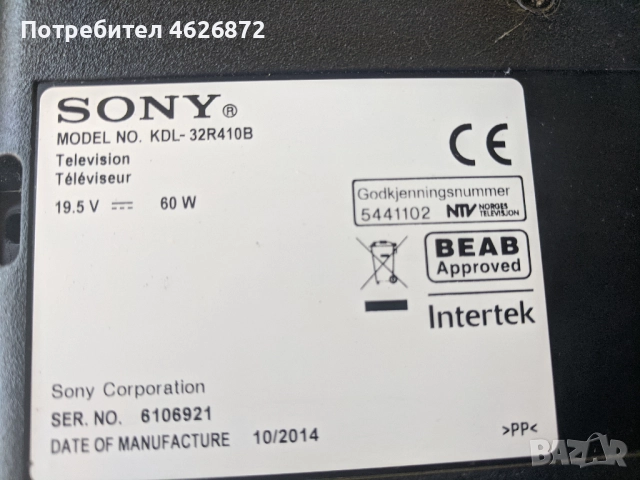 Потребител 4626872
SONY®
MODEL NO. KDL-32R410B
Television
Téléviseur
19.5 V ⎓ 60 W
CE
Godkjenningsnummer
5441102 NTV NORGES TELEVISJON
BEAB
Approved
Intertek
Sony Corporation
SER. NO. 6106921
DATE OF MANUFACTURE 10/2014
>PP<
BAZAR